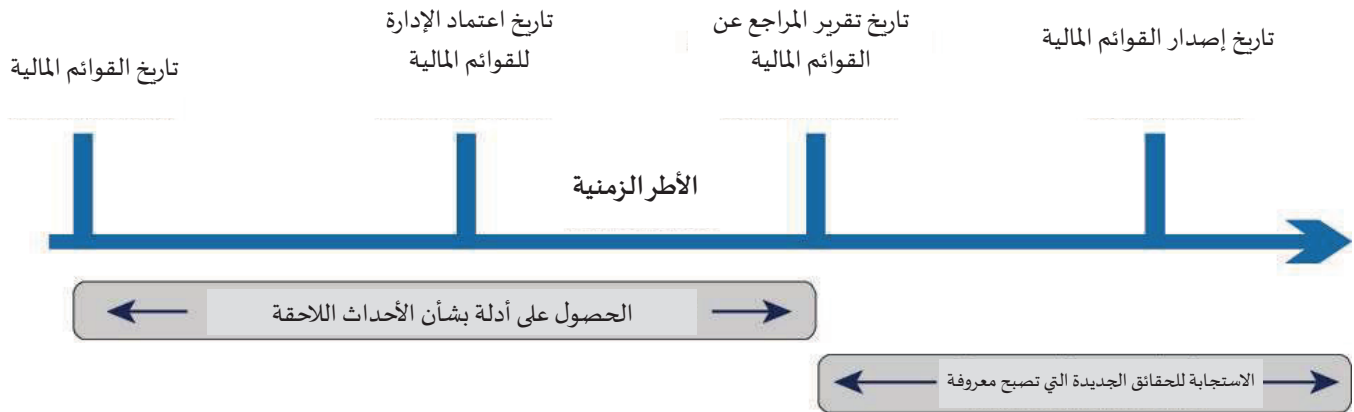 تاريخ إصدار القوائم المالية
تاريخ تقرير المراجع عن
القوائم المالية
تاريخ اعتماد الإدارة
للقوائم المالية
تاريخ القوائم المالية
الأطر الزمنية
الحصول على أدلة بشأن الأحداث اللاحقة
الاستجابة للحقائق الجديدة التي تصبح معروفة